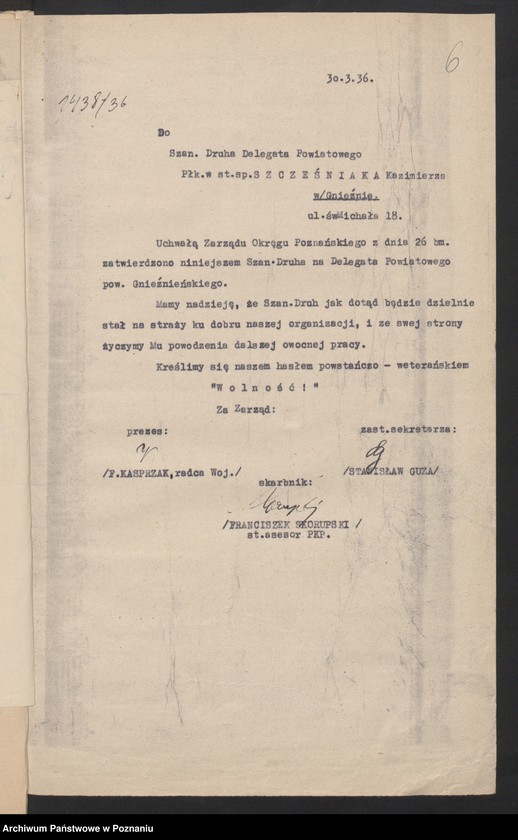 6
30.3.36.
1438/36
Do
Szan. Druha Delegata Powiatowego
Płk.w st.sp.S Z C Z E Ś N I A K A Kazimierza
w/Gnieźnie.
ul.św.Michała 18.
Uchwałą Zarządu Okręgu Poznańskiego z dnia 26 bm.
zatwierdzono niniejszem Szan.Druha na Delegata Powiatowego
pow. Gnieźnieńskiego.
Mamy nadzieję, że Szan.Druh jak dotąd będzie dzielnie
stał na straży ku dobru naszej organizacji, i ze swej strony
życzymy Mu powodzenia dalszej owocnej pracy.
Kreślimy się naszem hasłem powstańczo - weterańskiem
"W o l n o ś ć ! "
Za Zarząd:
prezes:
zast.sekretarza:
/F.KASPRZAK,radca Woj./
/STANISŁAW GUZA/
skarbnik:
/FRANCISZEK SKORUPSKI /
st.asesor PKP.
Archiwum Państwowe w Poznaniu